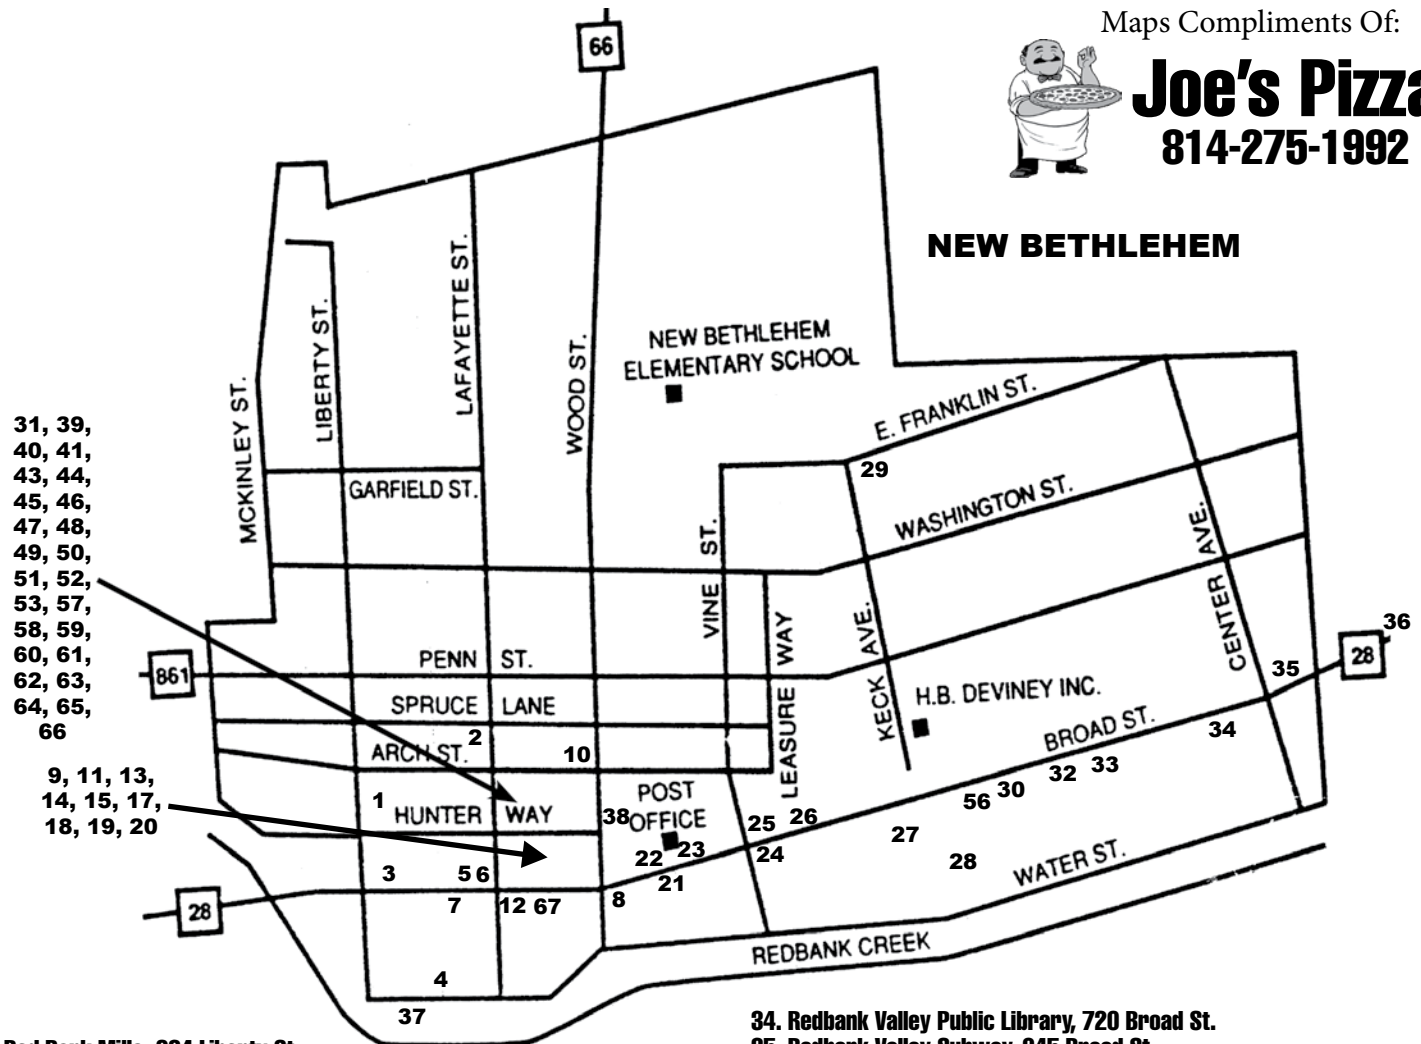 Maps Compliments Of:
Joe's Pizza
814-275-1992
NEW BETHLEHEM
66
MCKINLEY ST.
LIBERTY ST.
LAFAYETTE ST.
WOOD ST.
NEW BETHLEHEM
ELEMENTARY SCHOOL
E. FRANKLIN ST.
29
GARFIELD ST.
WASHINGTON ST.
VINE ST.
LEASURE WAY
KECK AVE.
CENTER AVE.
31, 39,
40, 41,
43, 44,
45, 46,
47, 48,
49, 50,
51, 52,
53, 57,
58, 59,
60, 61,
62, 63,
64, 65,
66
861
PENN ST.
36
28
35
SPRUCE LANE
H.B. DEVINEY INC.
2
ARCH ST.
10
BROAD ST.
34
33
32
30
56
9, 11, 13,
14, 15, 17,
18, 19, 20
1
HUNTER WAY
38
POST
OFFICE
25
26
27
22
23
24
28
WATER ST.
3
5
6
21
28
7
12
67
8
REDBANK CREEK
4
37
34. Redbank Valley Public Library, 720 Broad St.